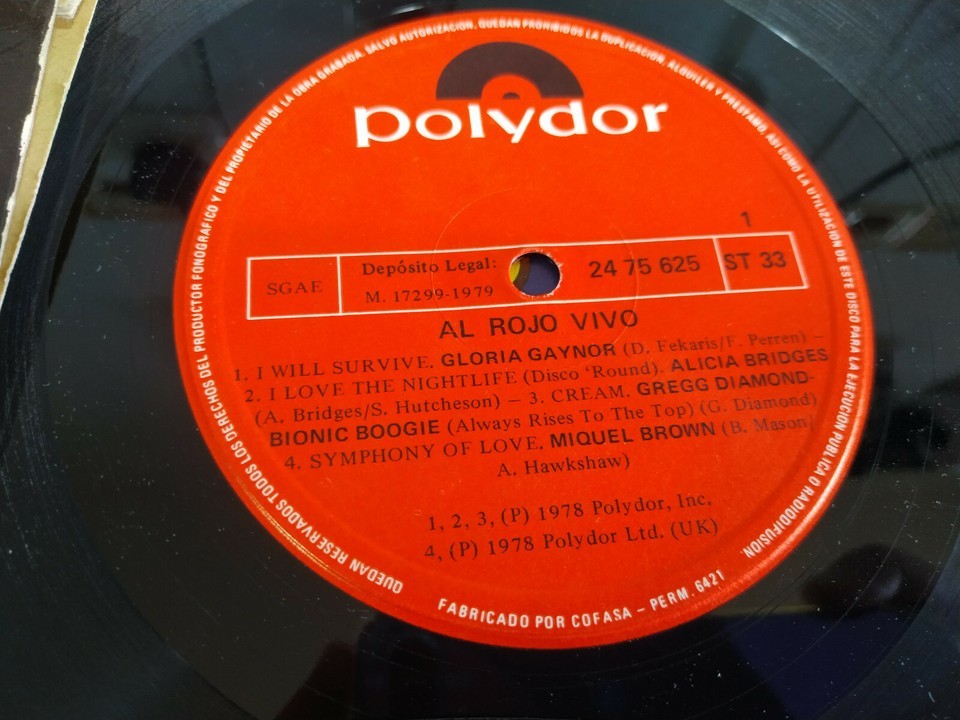 polydor
1
SGAE
Depósito Legal:
M. 17299-1979
24 75 625
ST 33
AL ROJO VIVO
1. I WILL SURVIVE. GLORIA GAYNOR (D. Fekaris/F. Perren) –
2. I LOVE THE NIGHTLIFE (Disco 'Round). ALICIA BRIDGES
(A. Bridges/S. Hutcheson) – 3. CREAM. GREGG DIAMOND-
BIONIC BOOGIE (Always Rises To The Top) (G. Diamond)
4. SYMPHONY OF LOVE. MIQUEL BROWN (B. Mason/
A. Hawkshaw)
1, 2, 3, (P) 1978 Polydor, Inc.
4, (P) 1978 Polydor Ltd. (UK)
QUEDAN RESERVADOS TODOS LOS DERECHOS DEL PRODUCTOR FONOGRAFICO Y DEL PROPIETARIO DE LA OBRA GRABADA. SALVO AUTORIZACION. QUEDAN PROHIBIDOS LA DUPLICACION, ALQUILER Y PRESTAMO, ASI COMO LA UTILIZACION DE ESTE DISCO PARA LA EJECUCION PUBLICA O RADIODIFUSION.
FABRICADO POR COFASA – PERM. 6421